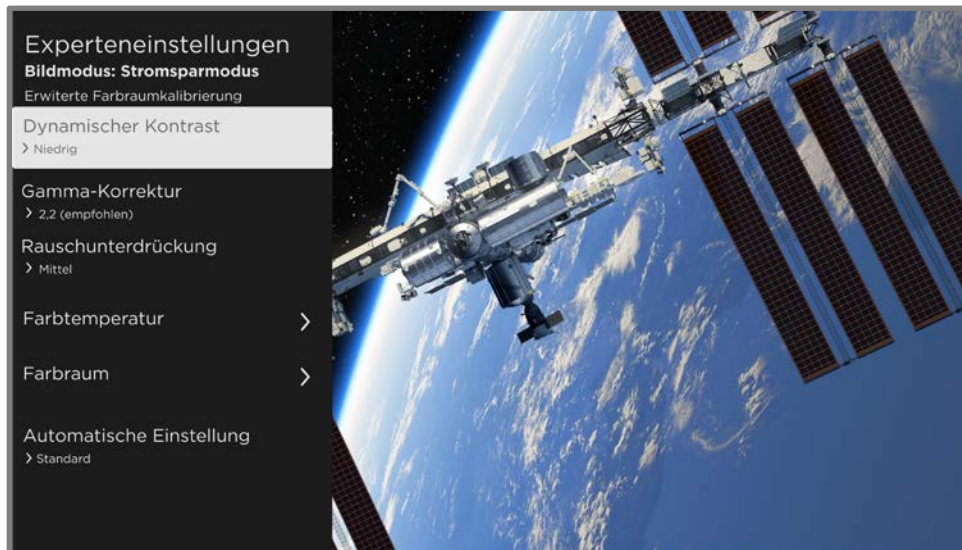 Experteneinstellungen
Bildmodus: Stromsparmodus
Erwiterte Farbraumkalibrierung
Dynamischer Kontrast
> Niedrig
Gamma-Korrektur
> 2,2 (empfohlen)
Rauschunterdrückung
> Mittel
Farbtemperatur >
Farbraum >
Automatische Einstellung
> Standard